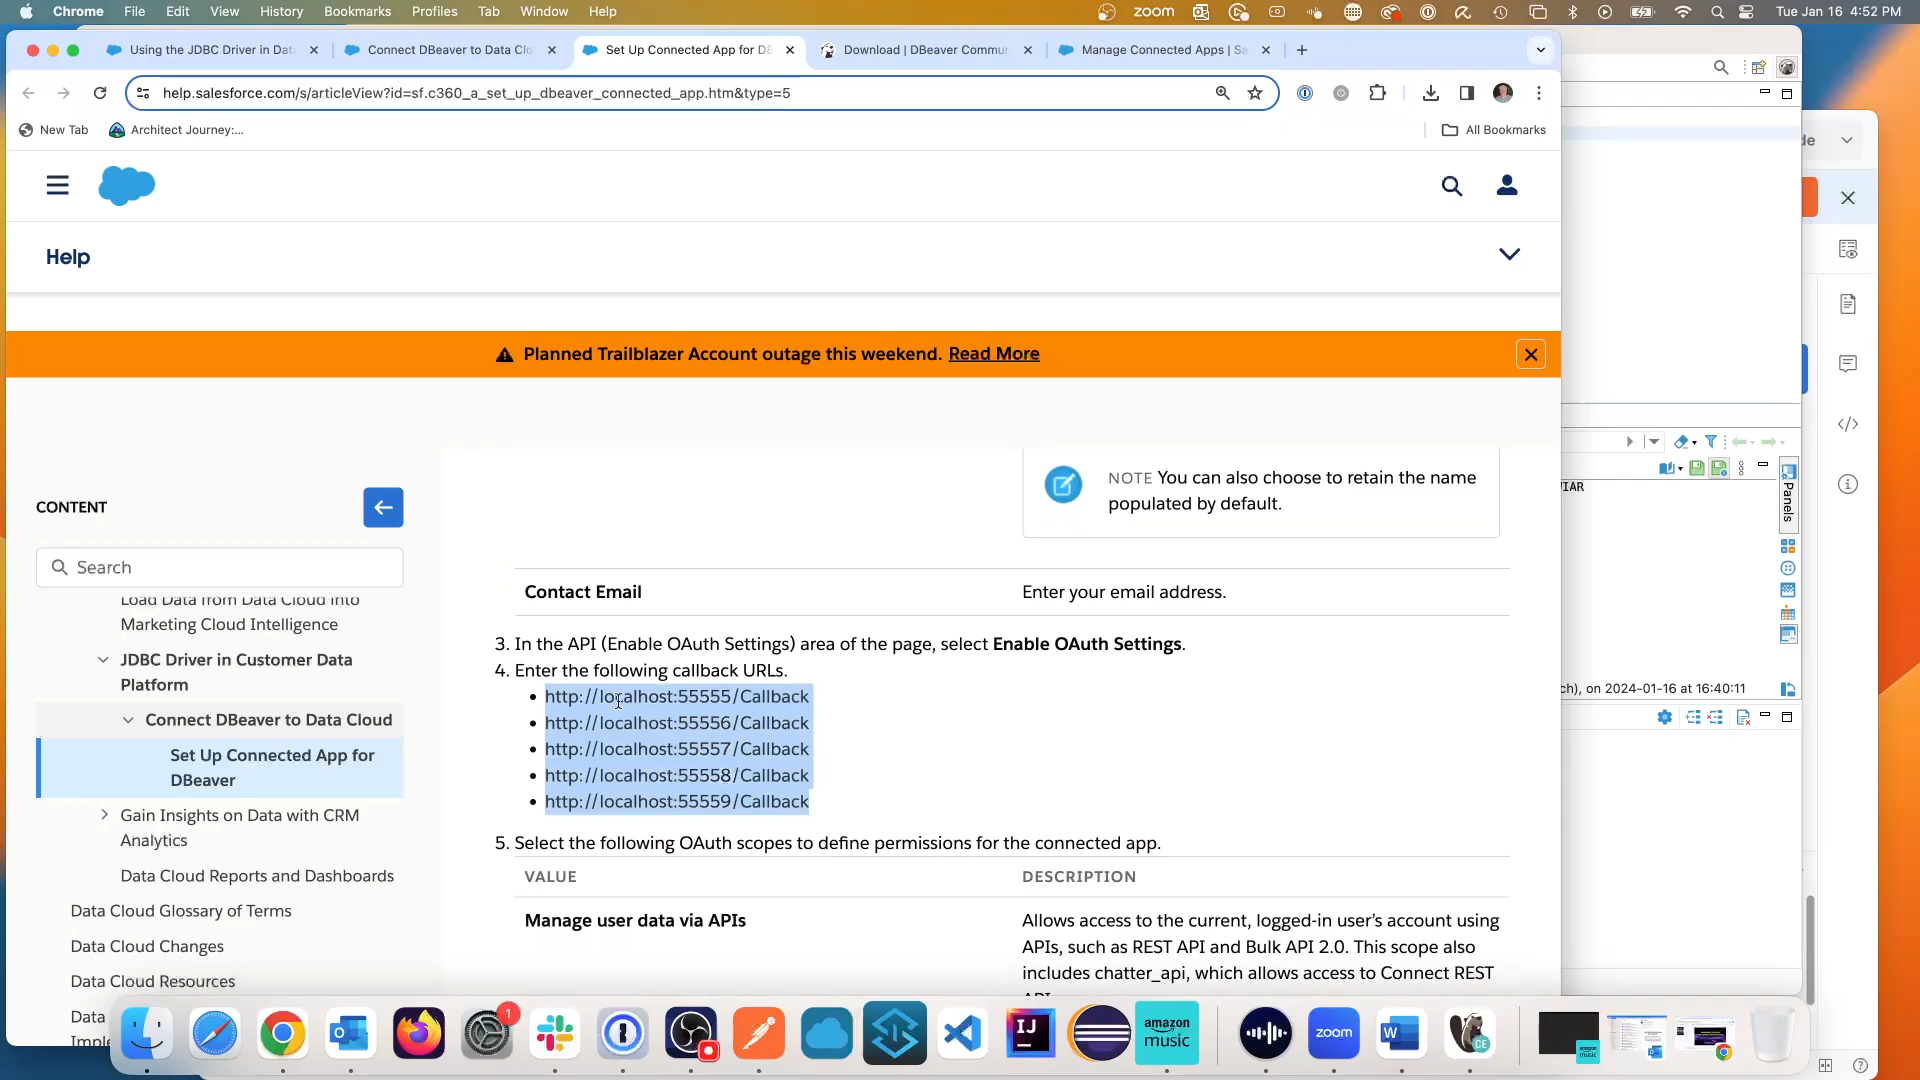 Chrome File Edit View History Bookmarks Profiles Tab Window Help zoom Tue Jan 16 4:52 PM
Using the JDBC Driver in Dat
Connect DBeaver to Data Clo
Set Up Connected App for DB
Download | DBeaver Commun
Manage Connected Apps | Sa
help.salesforce.com/s/articleView?id=sf.c360_a_set_up_dbeaver_connected_app.htm&type=5
New Tab
Architect Journey:...
All Bookmarks
de
Help
Planned Trailblazer Account outage this weekend. Read More
NOTE You can also choose to retain the name
populated by default.
CONTENT
Search
Load Data from Data Cloud into
Marketing Cloud Intelligence
JDBC Driver in Customer Data
Platform
Connect DBeaver to Data Cloud
Set Up Connected App for
DBeaver
Gain Insights on Data with CRM
Analytics
Data Cloud Reports and Dashboards
Data Cloud Glossary of Terms
Data Cloud Changes
Data Cloud Resources
Data
Imple
Contact Email Enter your email address.
3. In the API (Enable OAuth Settings) area of the page, select Enable OAuth Settings.
4. Enter the following callback URLs.
• http://localhost:55555/Callback
• http://localhost:55556/Callback
• http://localhost:55557/Callback
• http://localhost:55558/Callback
• http://localhost:55559/Callback
5. Select the following OAuth scopes to define permissions for the connected app.
VALUE DESCRIPTION
Manage user data via APIs
Allows access to the current, logged-in user's account using
APIs, such as REST API and Bulk API 2.0. This scope also
includes chatter_api, which allows access to Connect REST
Panels
ch), on 2024-01-16 at 16:40:11
1
IJ
amazon
music
zoom
W
CE